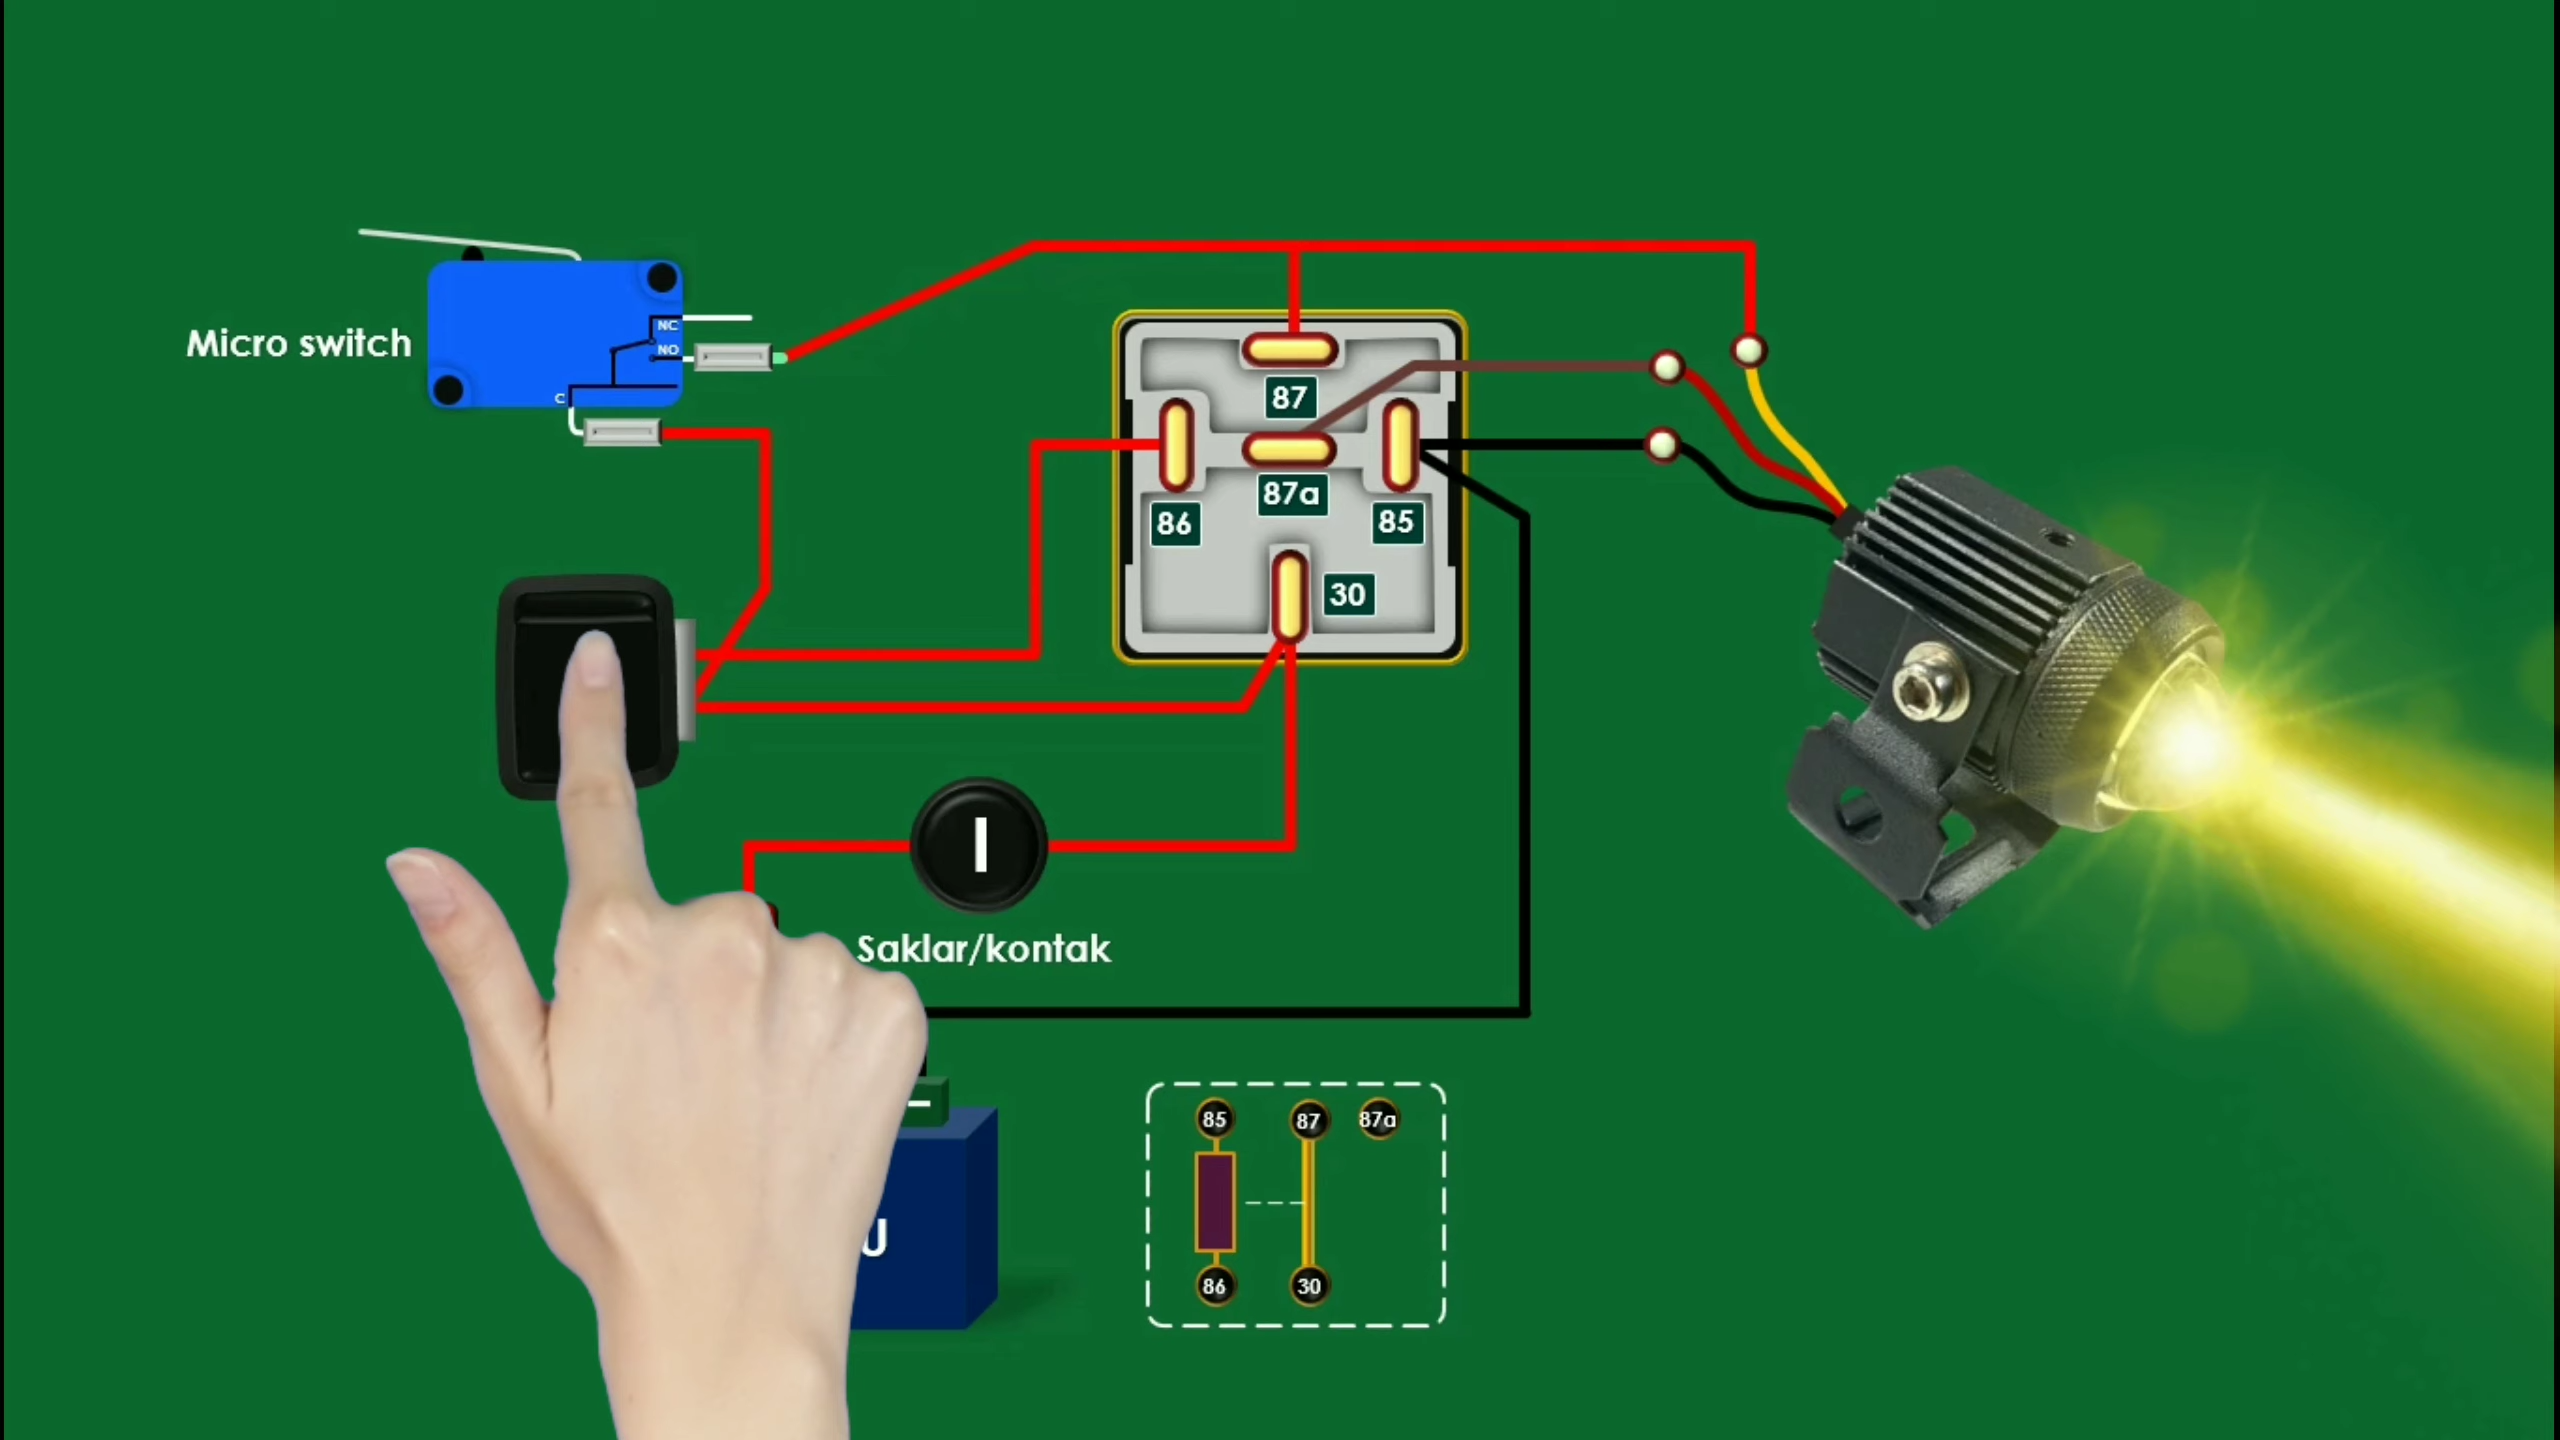 NC
Micro switch
NO
C
87
87a
86
85
30
I
Saklar/kontak
–
85
87
87a
86
30